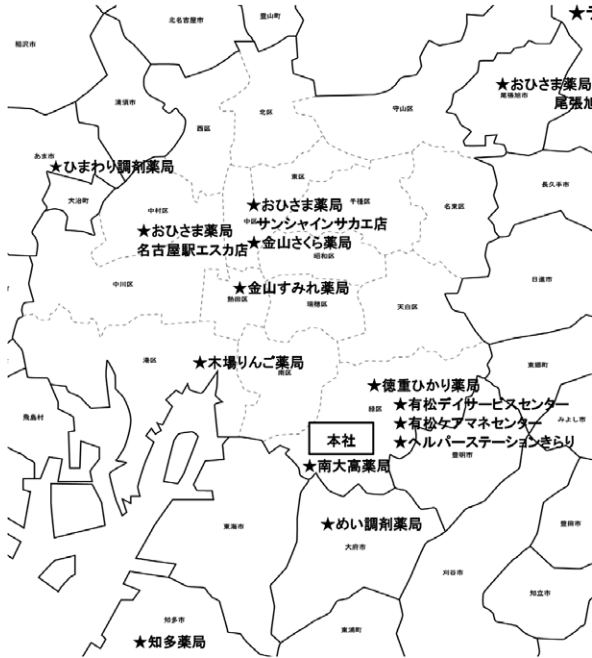 ★ラ
北名古屋市
豊山町
稲沢市
★おひさま薬局
尾張旭市
尾張旭
清須市
北区
守山区
西区
あま市
★ひまわり調剤薬局
東区
大治町
長久手市
中村区
★おひさま薬局
千種区
名東区
中区
サンシャインサカエ店
★おひさま薬局
名古屋駅エスカ店
★金山さくら薬局
昭和区
日進市
中川区
★金山すみれ薬局
熱田区
瑞穂区
天白区
港区
★木場りんご薬局
南区
東郷町
★徳重ひかり薬局
緑区
★有松デイサービスセンター
★有松ケアマネセンター
★ヘルパーステーションきらり
飛島村
みよし市
本社
豊明市
★南大高薬局
東海市
★めい調剤薬局
大府市
豊田市
刈谷市
知立市
知多市
★知多薬局
東浦町